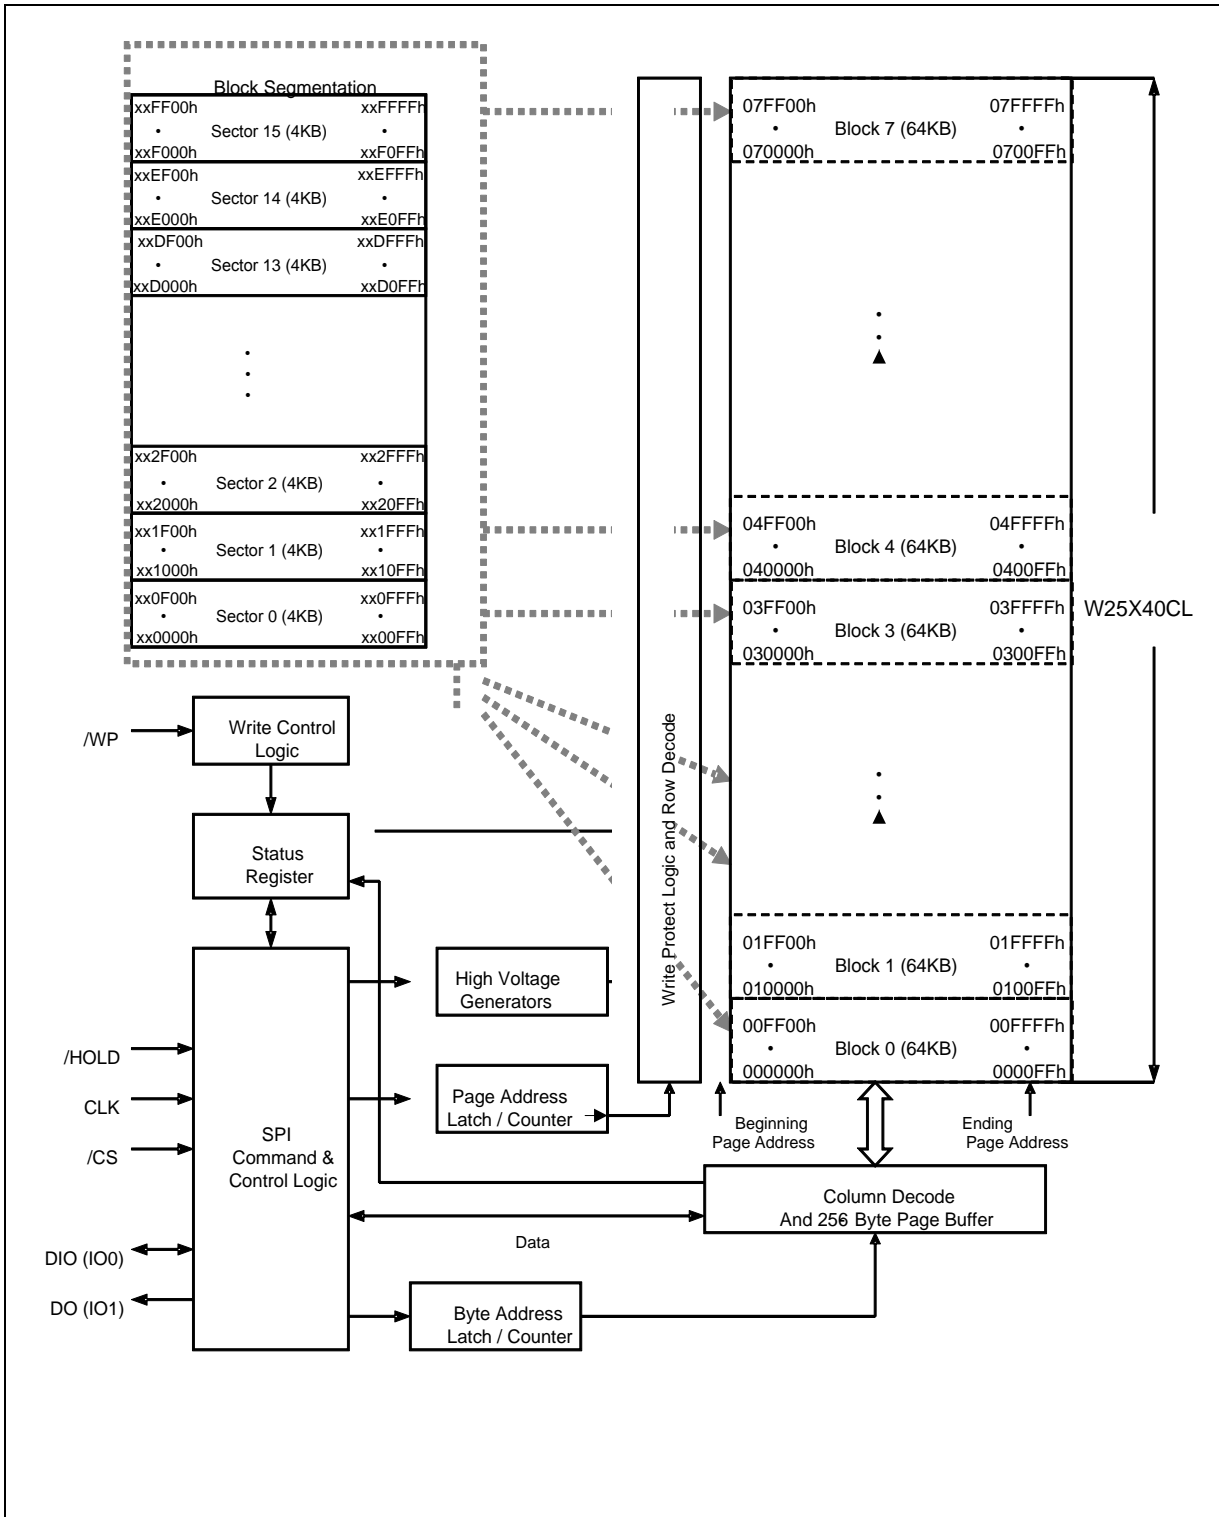 Block Segmentation
xxFF00h xxFFFFh
Sector 15 (4KB)
xxF000h xxF0FFh
xxEF00h xxEFFFh
Sector 14 (4KB)
xxE000h xxE0FFh
xxDF00h xxDFFFh
Sector 13 (4KB)
xxD000h xxD0FFh
xx2F00h xx2FFFh
Sector 2 (4KB)
xx2000h xx20FFh
xx1F00h xx1FFFh
Sector 1 (4KB)
xx1000h xx10FFh
xx0F00h xx0FFFh
Sector 0 (4KB)
xx0000h xx00FFh
Write Protect Logic and Row Decode
07FF00h 07FFFFh
Block 7 (64KB)
070000h 0700FFh
04FF00h 04FFFFh
Block 4 (64KB)
040000h 0400FFh
03FF00h 03FFFFh
Block 3 (64KB)
030000h 0300FFh
01FF00h 01FFFFh
Block 1 (64KB)
010000h 0100FFh
00FF00h 00FFFFh
Block 0 (64KB)
000000h 0000FFh
W25X40CL
/WP
Write Control
Logic
Status
Register
High Voltage
Generators
/HOLD
CLK
/CS
DIO (IO0)
DO (IO1)
SPI
Command &
Control Logic
Page Address
Latch / Counter
Beginning
Page Address
Ending
Page Address
Column Decode
And 256 Byte Page Buffer
Data
Byte Address
Latch / Counter